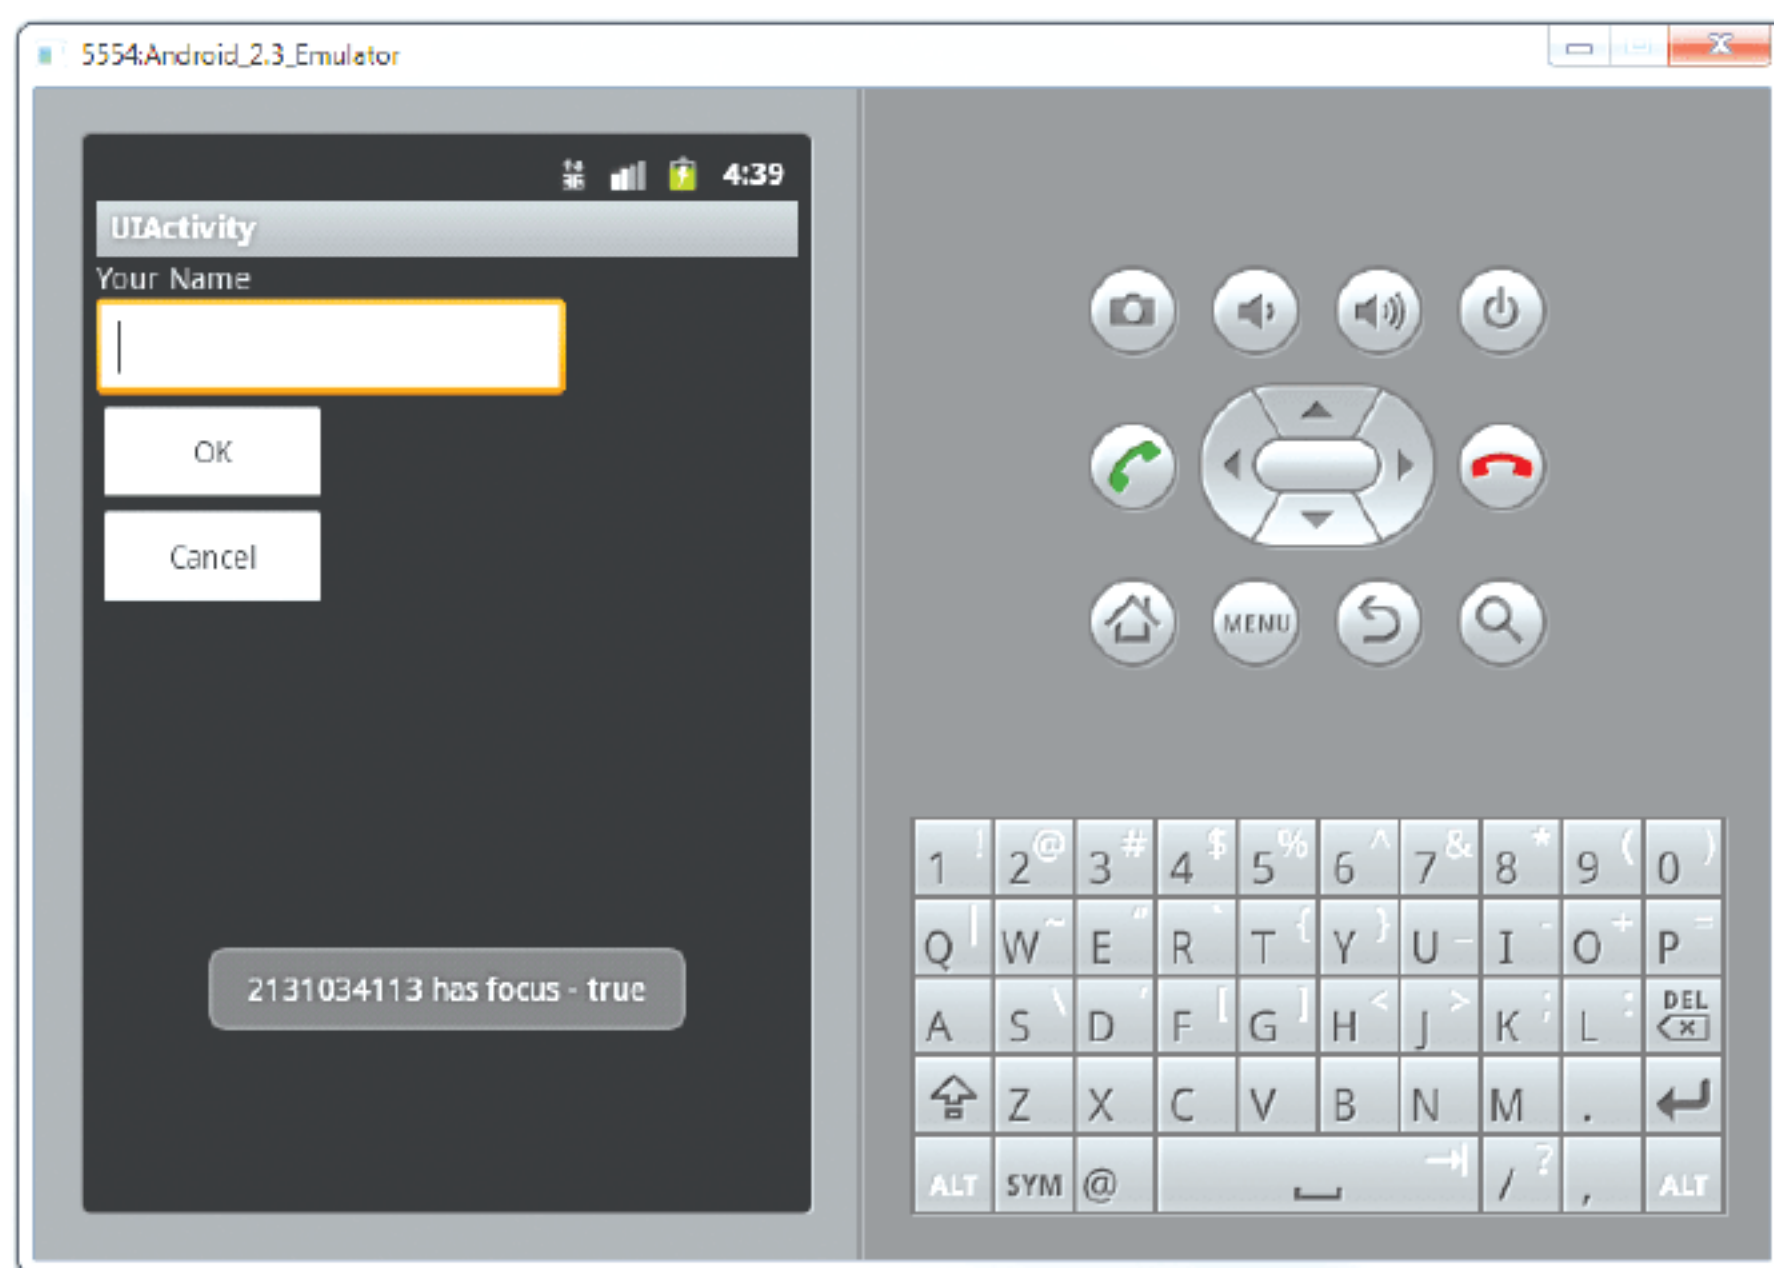 5554:Android_2.3_Emulator
4:39
UIActivity
Your Name
OK
Cancel
2131034113 has focus - true
MENU
1 ! 2 @ 3 # 4 $ 5 % 6 ^ 7 & 8 * 9 ( 0 )
Q | W ~ E " R ` T { Y } U _ I - O + P =
A S \ D ' F [ G ] H < J > K ; L : DEL
Z X C V B N M .
ALT SYM @ / ? , ALT